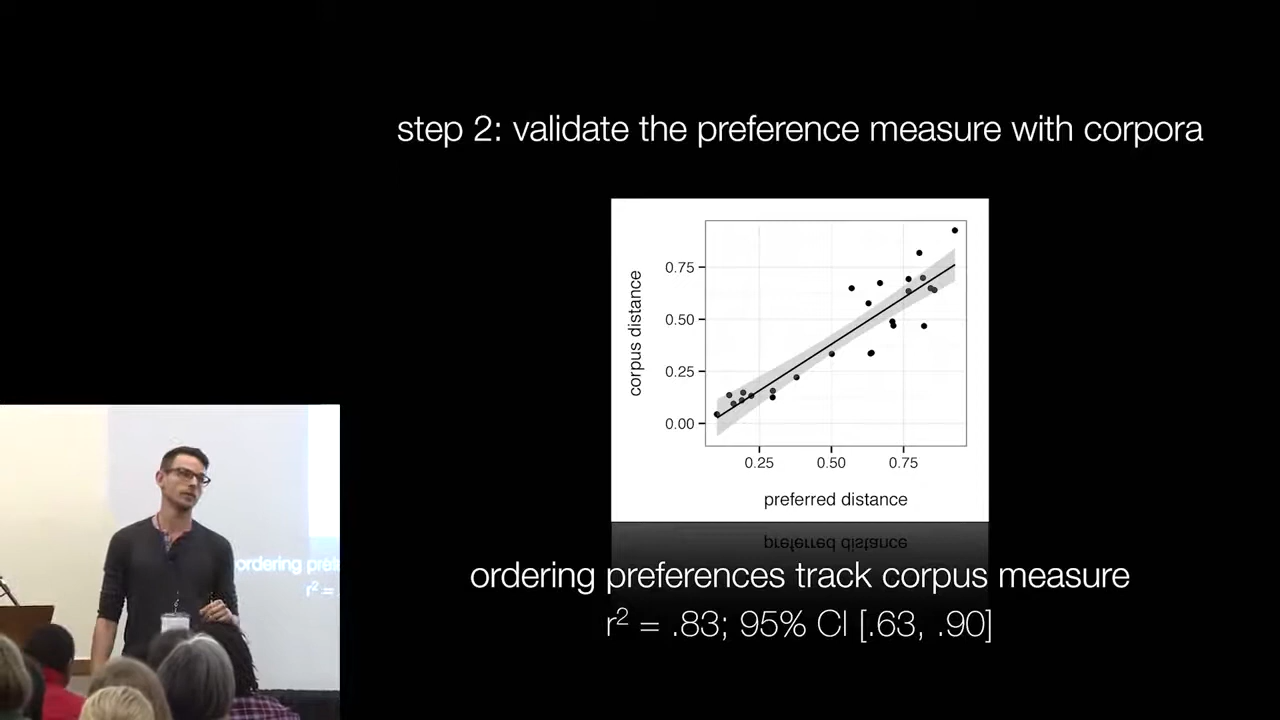 step 2: validate the preference measure with corpora
corpus distance
0.75
0.50
0.25
0.00
0.25 0.50 0.75
preferred distance
preferred distance
ordering preferences track corpus measure
r² = .83; 95% CI [.63, .90]
ordering pref
r² =